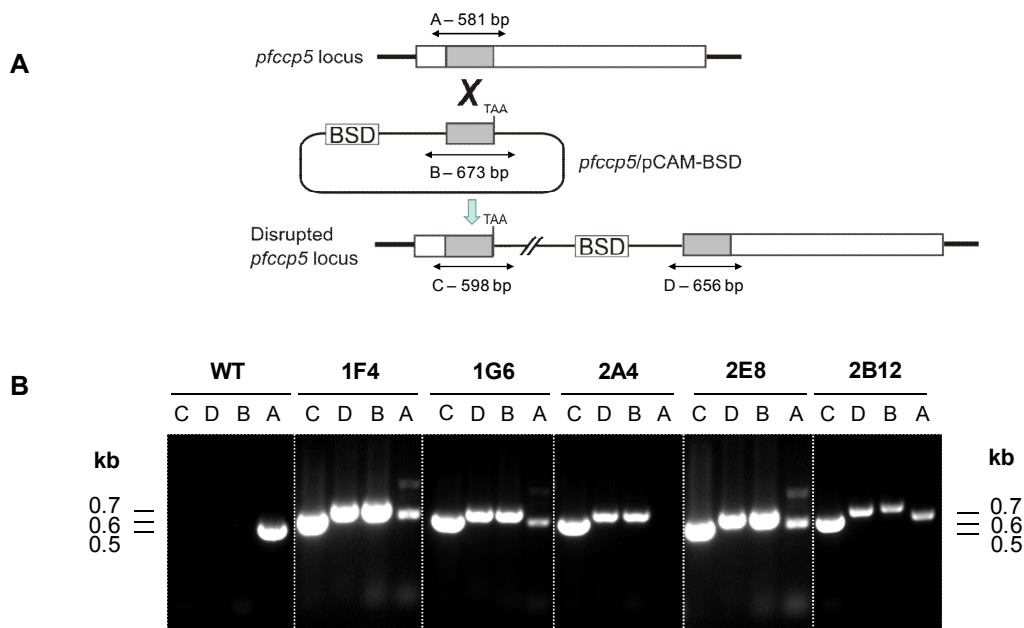 A
A – 581 bp
pfccp5 locus
X
TAA
BSD
B – 673 bp
pfccp5/pCAM-BSD
TAA
Disrupted
pfccp5 locus
BSD
C – 598 bp
D – 656 bp
B
WT 1F4 1G6 2A4 2E8 2B12
C D B A C D B A C D B A C D B A C D B A C D B A
kb kb
0.7 0.7
0.6 0.6
0.5 0.5